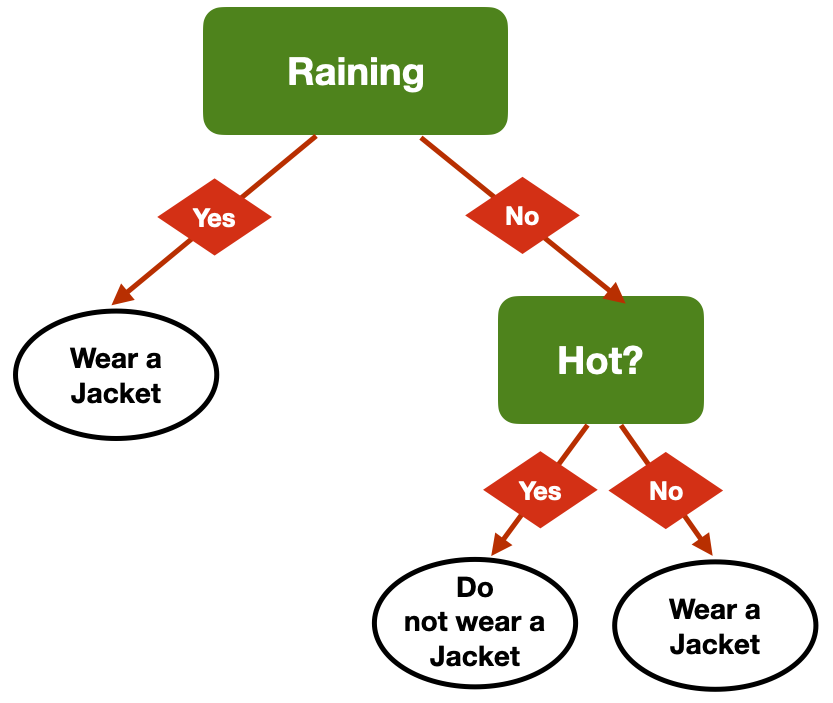 Raining
Yes
No
Wear a
Jacket
Hot?
Yes
No
Do
not wear a
Jacket
Wear a
Jacket